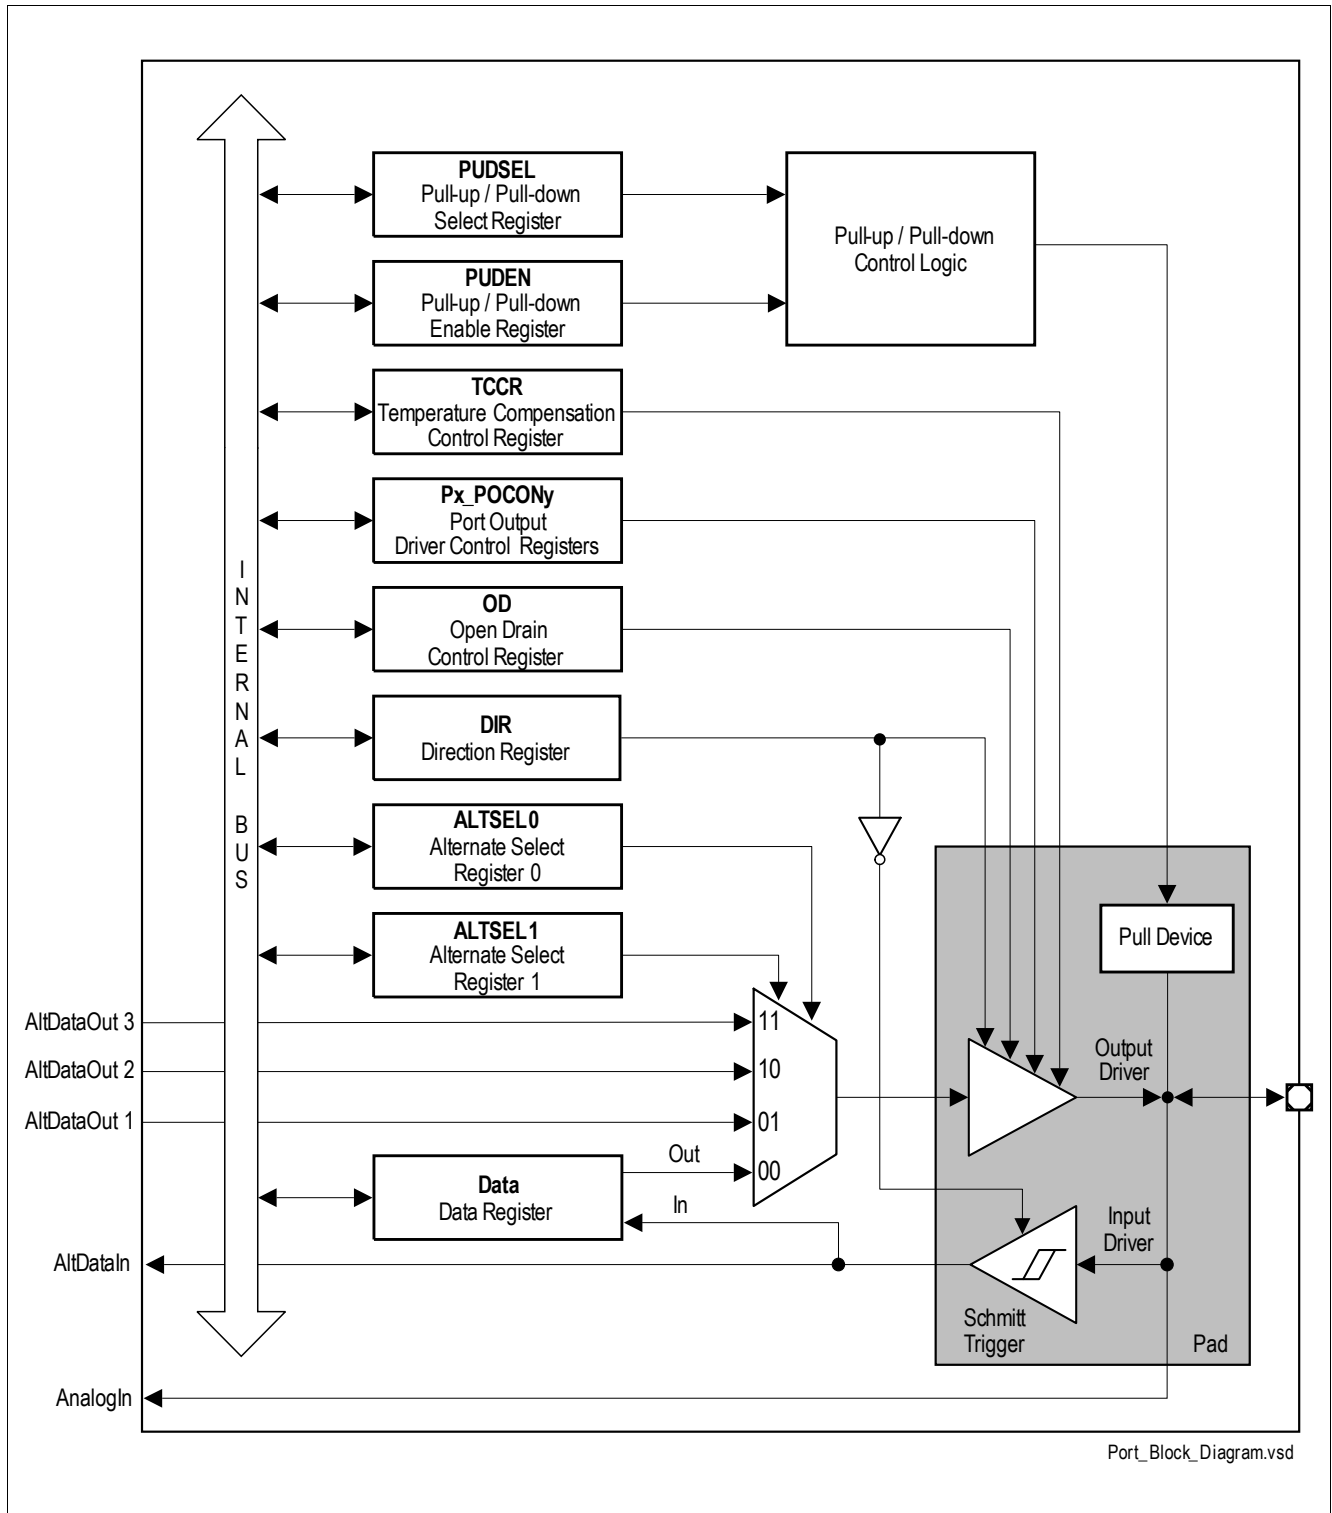 PUDSEL
Pull-up / Pull-down
Select Register
Pull-up / Pull-down
Control Logic
PUDEN
Pull-up / Pull-down
Enable Register
TCCR
Temperature Compensation
Control Register
Px_POCONy
Port Output
Driver Control Registers
INTERNAL BUS
OD
Open Drain
Control Register
DIR
Direction Register
ALTSEL0
Alternate Select
Register 0
ALTSEL1
Alternate Select
Register 1
Pull Device
AltDataOut 3
11
AltDataOut 2
10
AltDataOut 1
01
00
Output
Driver
Out
Data
Data Register
In
Input
Driver
AltDataIn
Schmitt
Trigger
Pad
AnalogIn
Port_Block_Diagram.vsd